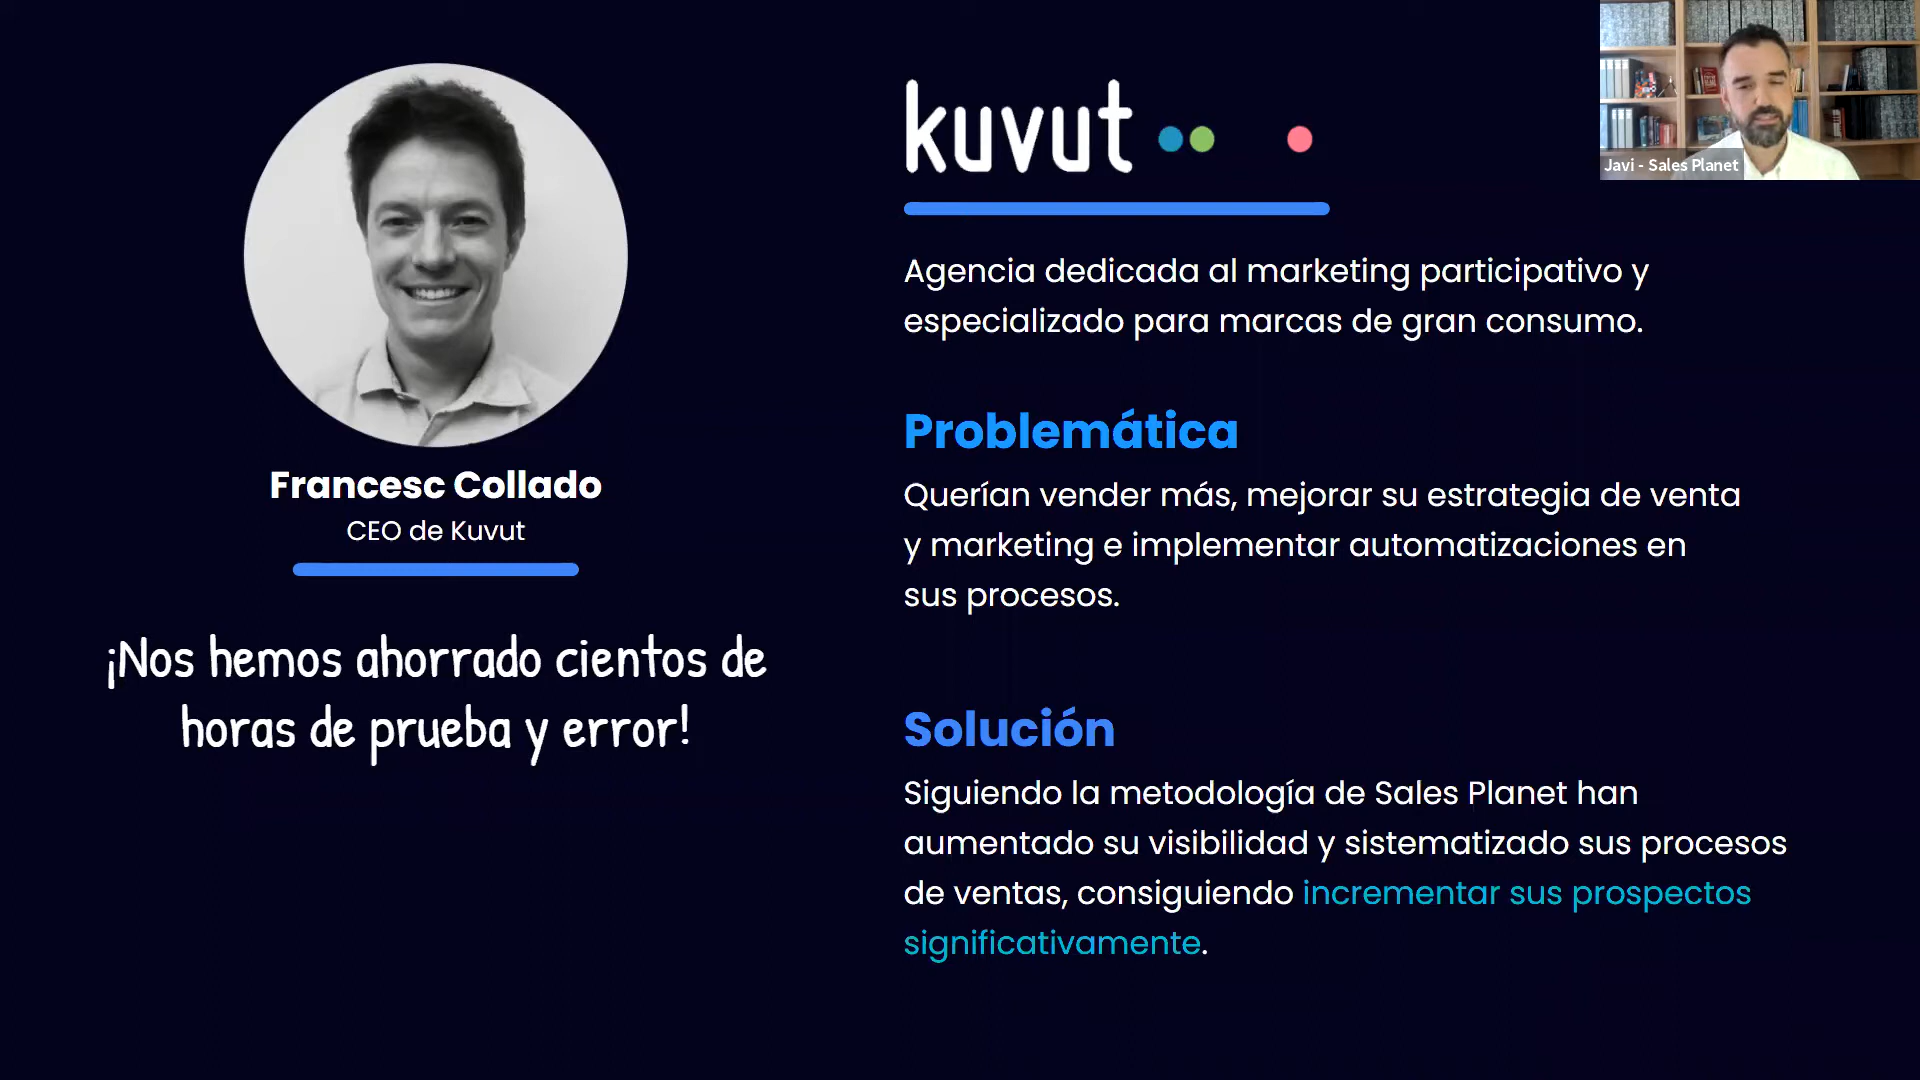 Francesc Collado
CEO de Kuvut
¡Nos hemos ahorrado cientos de
horas de prueba y error!
kuvut
Agencia dedicada al marketing participativo y
especializado para marcas de gran consumo.
Problemática
Querían vender más, mejorar su estrategia de venta
y marketing e implementar automatizaciones en
sus procesos.
Solución
Siguiendo la metodología de Sales Planet han
aumentado su visibilidad y sistematizado sus procesos
de ventas, consiguiendo incrementar sus prospectos
significativamente.
Javi - Sales Planet